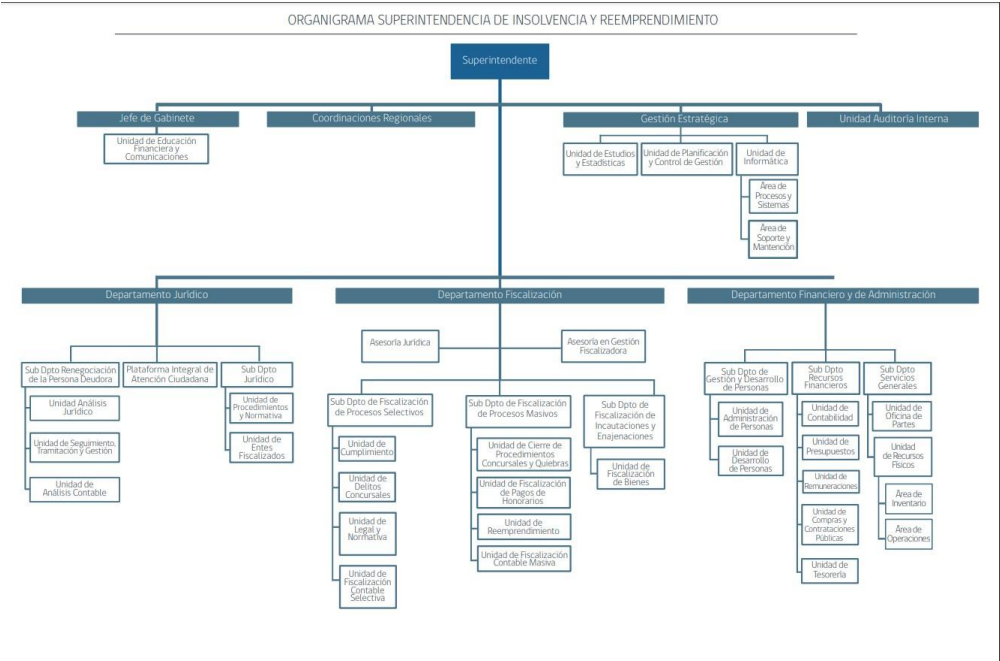 ORGANIGRAMA SUPERINTENDENCIA DE INSOLVENCIA Y REEMPRENDIMIENTO
Superintendente
Jefe de Gabinete
Coordinaciones Regionales
Gestión Estratégica
Unidad Auditoría Interna
Unidad de Educación
Financiera y
Comunicaciones
Unidad de Estudios
y Estadísticas
Unidad de Planificación
y Control de Gestión
Unidad de
Informática
Área de
Procesos y
Sistemas
Área de
Soporte y
Mantención
Departamento Jurídico
Departamento Fiscalización
Departamento Financiero y de Administración
Sub Dpto Renegociación
de la Persona Deudora
Unidad Análisis
Jurídico
Unidad de Seguimiento,
Tramitación y Gestión
Unidad de
Análisis Contable
Plataforma Integral de
Atención Ciudadana
Sub Dpto
Jurídico
Unidad de
Procedimientos
y Normativa
Unidad de
Entes
Fiscalizados
Asesoría Jurídica
Asesoría en Gestión
Fiscalizadora
Sub Dpto de Fiscalización
de Procesos Selectivos
Unidad de
Cumplimiento
Unidad de
Delitos
Concursales
Unidad de
Legal y
Normativa
Unidad de
Fiscalización
Contable
Selectiva
Sub Dpto de Fiscalización
de Procesos Masivos
Unidad de Cierre de
Procedimientos
Concursales y Quiebras
Unidad de Fiscalización
de Pagos de
Honorarios
Unidad de
Reemprendimiento
Unidad de Fiscalización
Contable Masiva
Sub Dpto de
Fiscalización de
Incautaciones y
Enajenaciones
Unidad de
Fiscalización
de Bienes
Sub Dpto de
Gestión y Desarrollo
de Personas
Unidad de
Administración
de Personas
Unidad de
Desarrollo
de Personas
Sub Dpto
Recursos
Financieros
Unidad de
Contabilidad
Unidad de
Presupuestos
Unidad de
Remuneraciones
Unidad de
Compras y
Contrataciones
Públicas
Unidad de
Tesorería
Sub Dpto
Servicios
Generales
Unidad de
Oficina de
Partes
Unidad
de Recursos
Físicos
Área de
Inventario
Área de
Operaciones